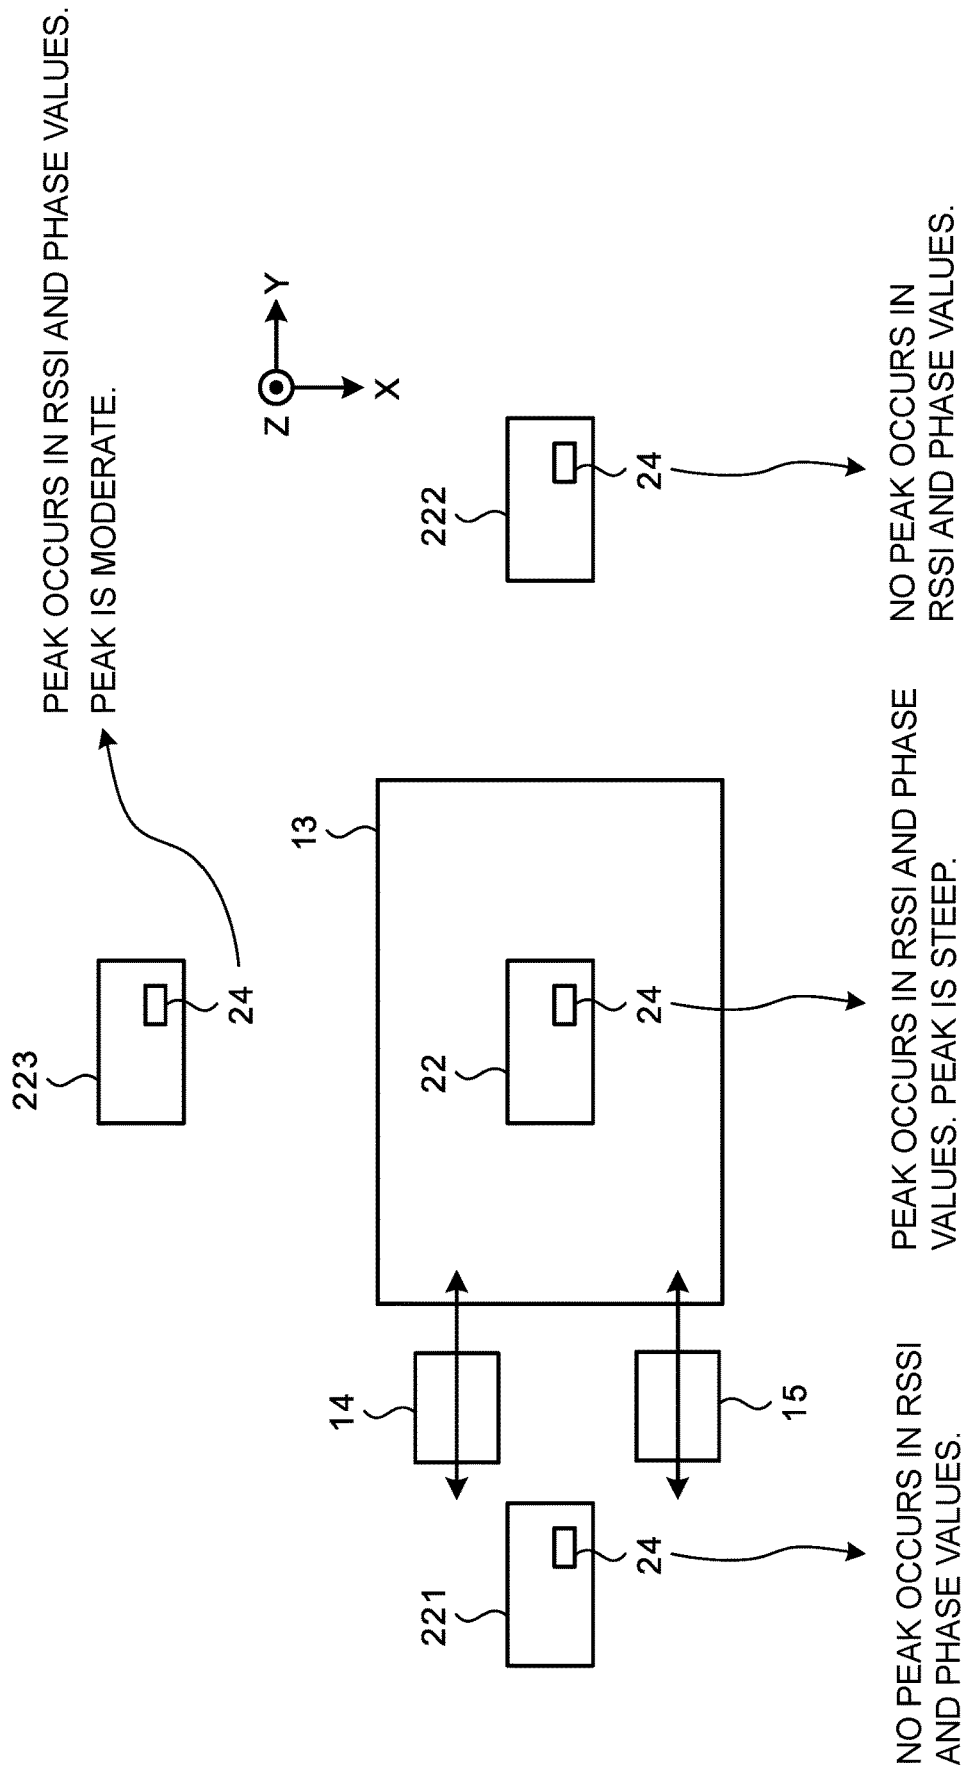 PEAK OCCURS IN RSSI AND PHASE VALUES.
PEAK IS MODERATE.
223
24
Z
Y
X
13
14
22
24
222
24
221
24
15
NO PEAK OCCURS IN RSSI
AND PHASE VALUES.
PEAK OCCURS IN RSSI AND PHASE
VALUES. PEAK IS STEEP.
NO PEAK OCCURS IN
RSSI AND PHASE VALUES.